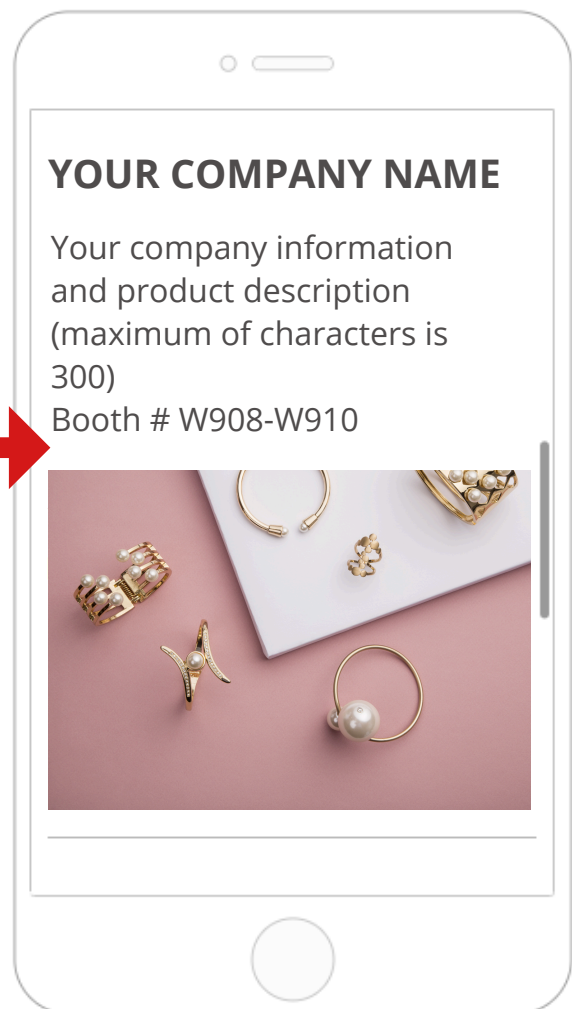 YOUR COMPANY NAME
Your company information
and product description
(maximum of characters is
300)
Booth # W908-W910